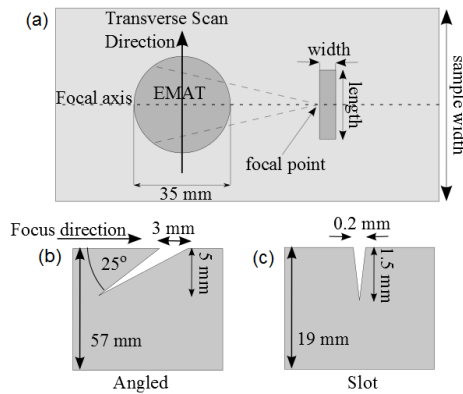 (a)
Transverse Scan
Direction
width
EMAT
Focal axis
length
sample width
focal point
35 mm
Focus direction
3 mm
0.2 mm
(b)
25°
5 mm
(c)
1.5 mm
57 mm
19 mm
Angled
Slot